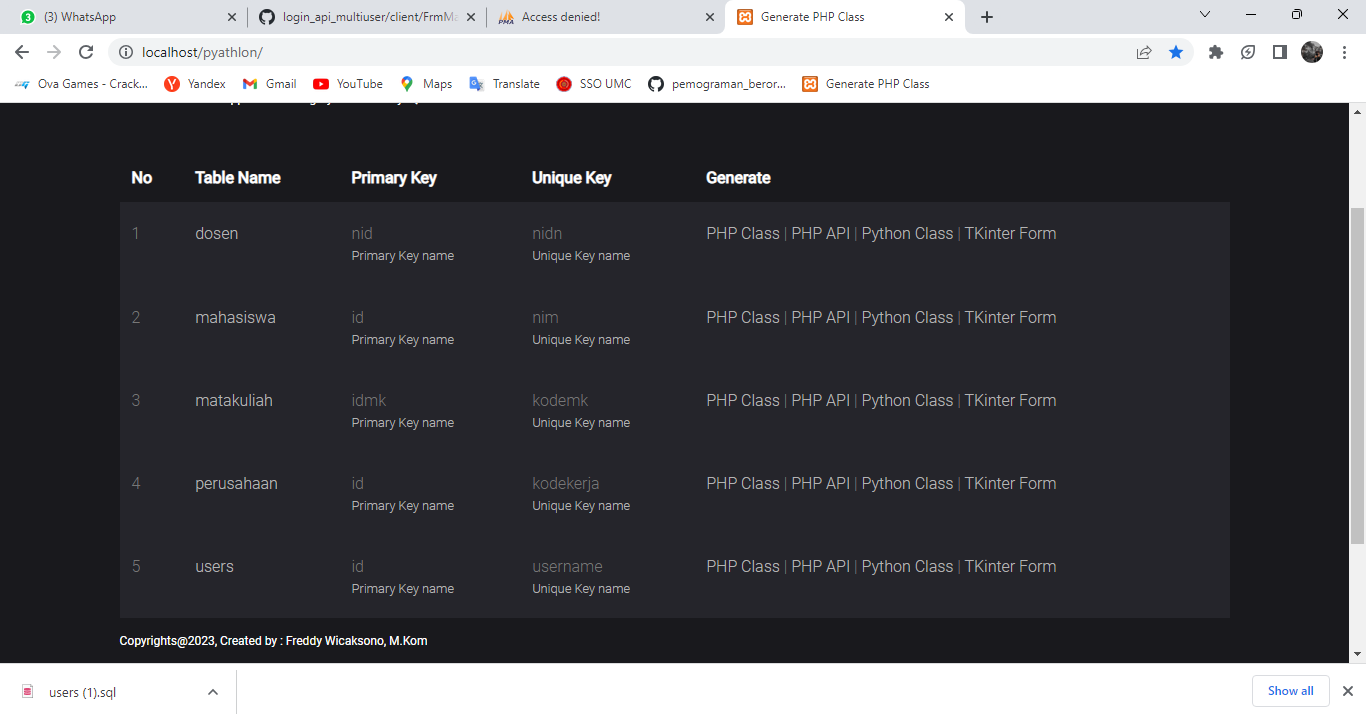 (3) WhatsApp
login_api_multiuser/client/FrmMa
Access denied!
Generate PHP Class
localhost/pyathlon/
Ova Games - Crack...
Yandex
Gmail
YouTube
Maps
Translate
SSO UMC
pemograman_beror...
Generate PHP Class
No Table Name Primary Key Unique Key Generate
1 dosen nid nidn PHP Class | PHP API | Python Class | TKinter Form
Primary Key name Unique Key name
2 mahasiswa id nim PHP Class | PHP API | Python Class | TKinter Form
Primary Key name Unique Key name
3 matakuliah idmk kodemk PHP Class | PHP API | Python Class | TKinter Form
Primary Key name Unique Key name
4 perusahaan id kodekerja PHP Class | PHP API | Python Class | TKinter Form
Primary Key name Unique Key name
5 users id username PHP Class | PHP API | Python Class | TKinter Form
Primary Key name Unique Key name
Copyrights@2023, Created by : Freddy Wicaksono, M.Kom
users (1).sql
Show all